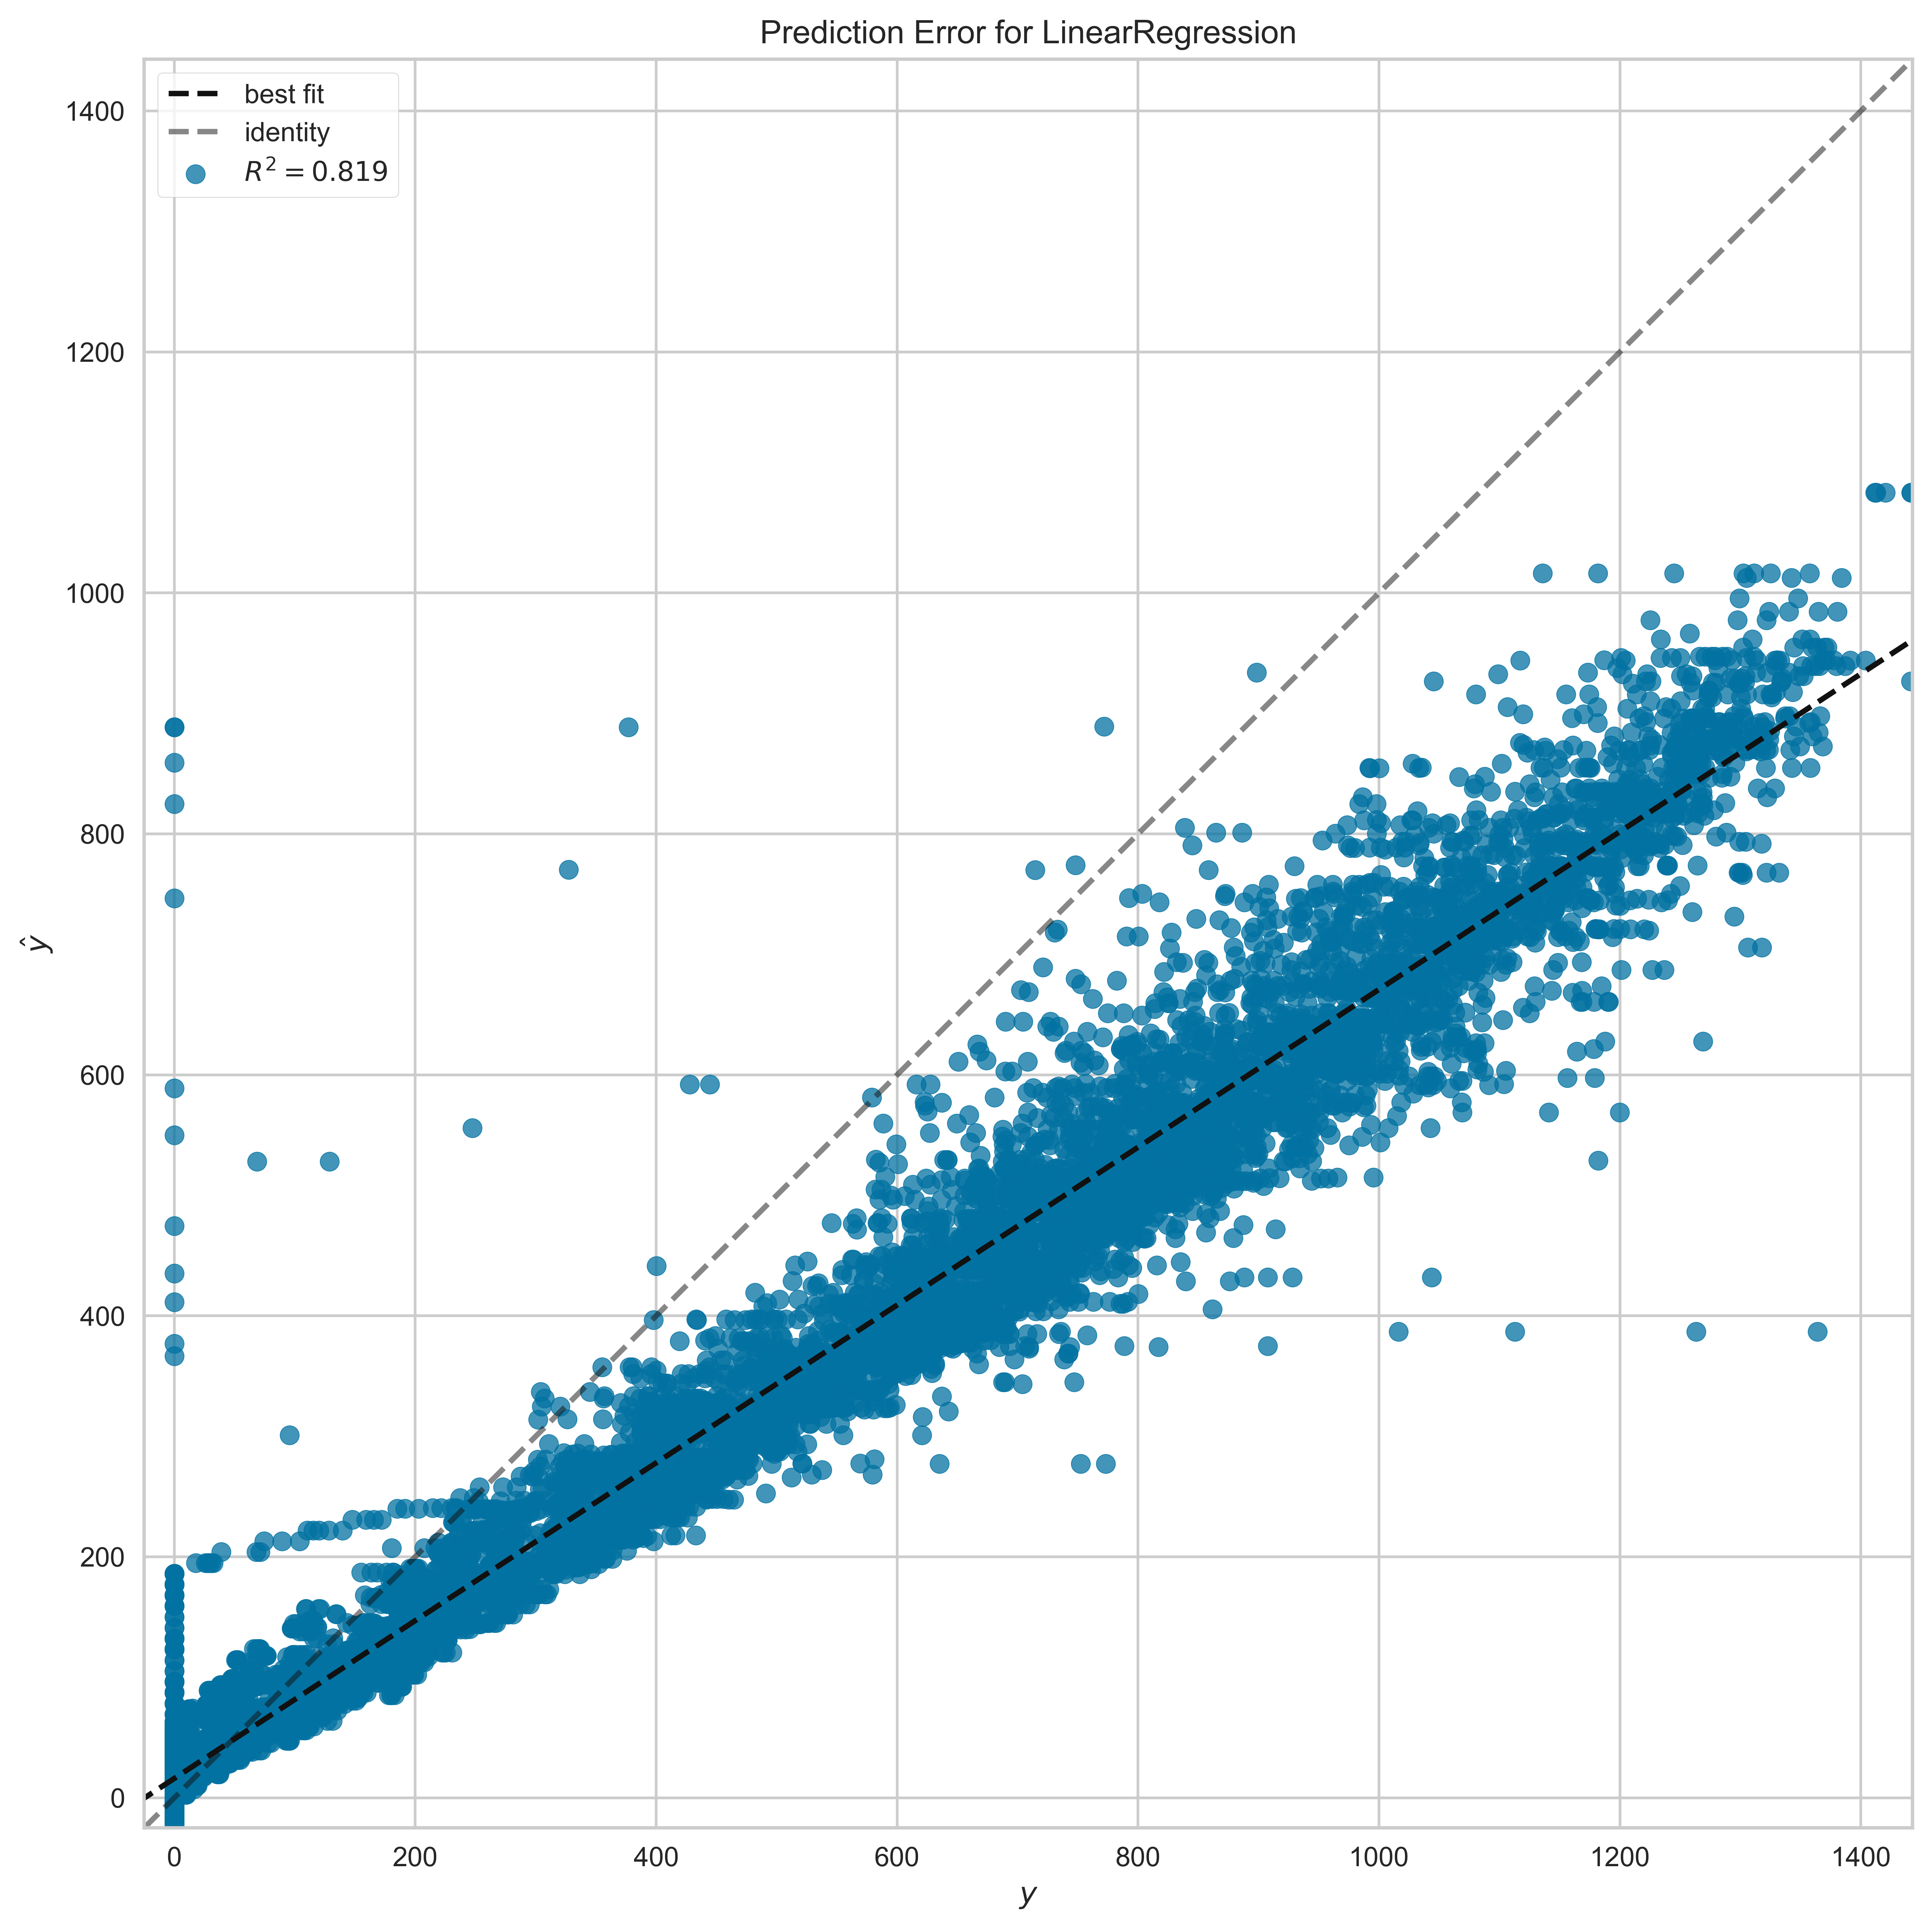 Prediction Error for LinearRegression
best fit
identity
R² = 0.819
1400
1200
1000
800
600
400
200
0
ŷ
0 200 400 600 800 1000 1200 1400
y